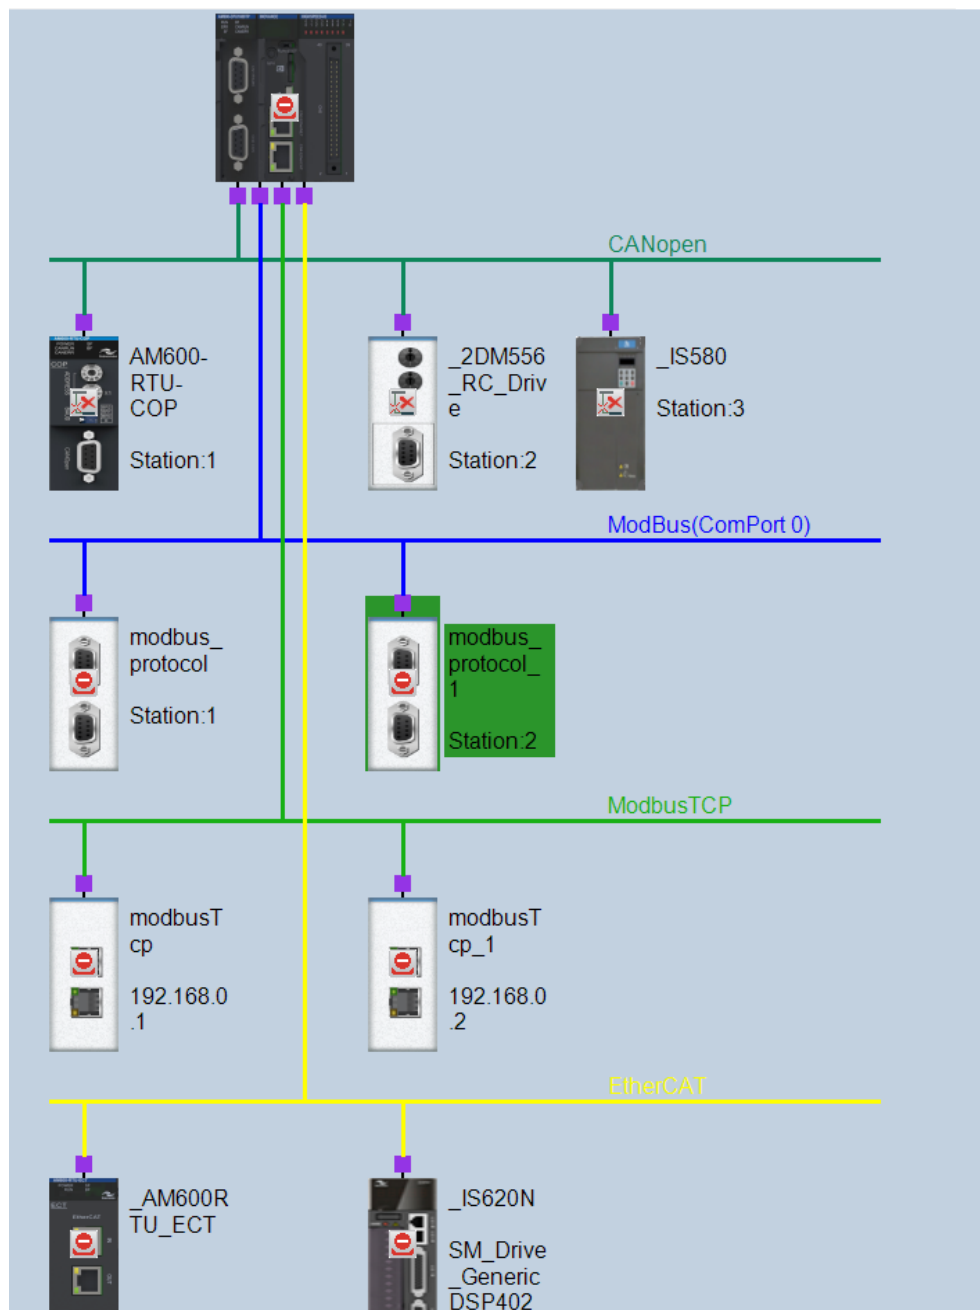 CANopen
AM600-
RTU-
COP
Station:1
_2DM556
_RC_Driv
e
Station:2
_IS580
Station:3
ModBus(ComPort 0)
modbus_
protocol
Station:1
modbus_
protocol_
1
Station:2
ModbusTCP
modbusT
cp
192.168.0
.1
modbusT
cp_1
192.168.0
.2
EtherCAT
_AM600R
TU_ECT
_IS620N
SM_Drive
_Generic
DSP402